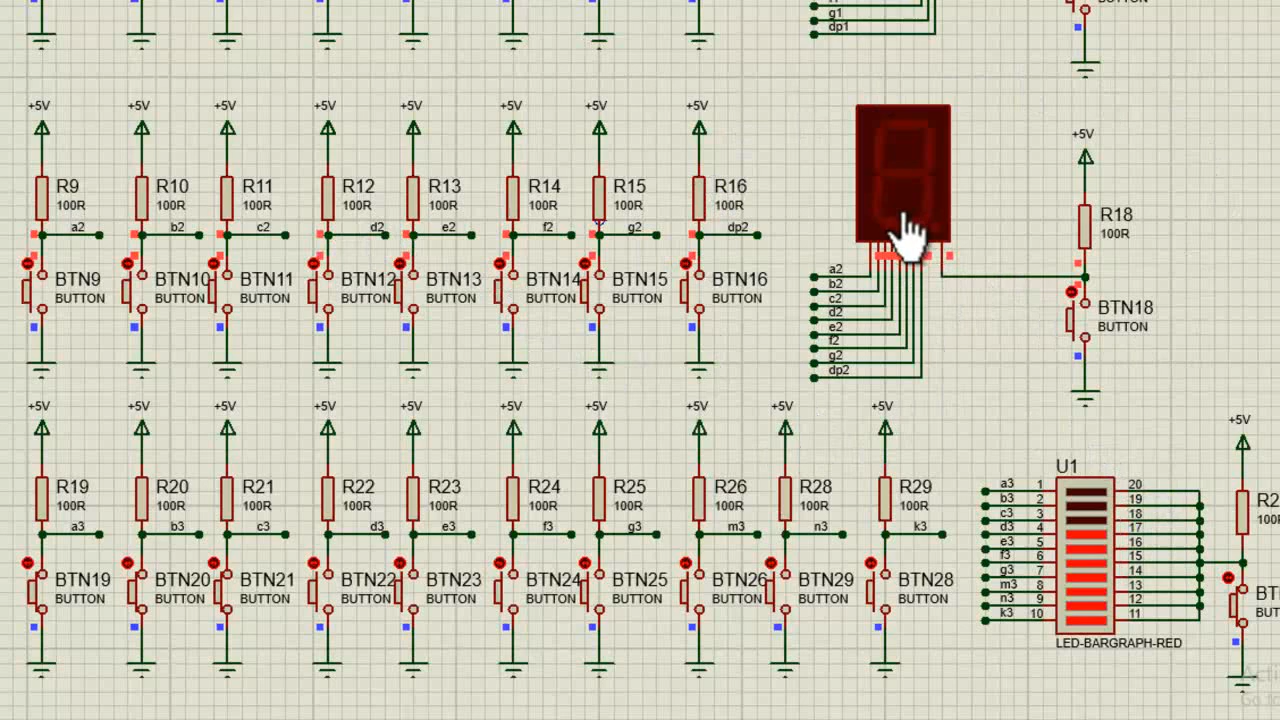 BUTTON
g1
dp1
+5V +5V +5V +5V +5V +5V +5V +5V
+5V
R9 R10 R11 R12 R13 R14 R15 R16
100R 100R 100R 100R 100R 100R 100R 100R
R18
100R
a2 b2 c2 d2 e2 f2 g2 dp2
BTN9 BTN10 BTN11 BTN12 BTN13 BTN14 BTN15 BTN16
BUTTON BUTTON BUTTON BUTTON BUTTON BUTTON BUTTON BUTTON
a2
b2
c2
d2
e2
f2
g2
dp2
BTN18
BUTTON
+5V +5V +5V +5V +5V +5V +5V +5V +5V +5V
+5V
R19 R20 R21 R22 R23 R24 R25 R26 R28 R29
100R 100R 100R 100R 100R 100R 100R 100R 100R 100R
a3 b3 c3 d3 e3 f3 g3 m3 n3 k3
BTN19 BTN20 BTN21 BTN22 BTN23 BTN24 BTN25 BTN26 BTN29 BTN28
BUTTON BUTTON BUTTON BUTTON BUTTON BUTTON BUTTON BUTTON BUTTON BUTTON
U1
a3 1 20
b3 2 19
c3 3 18
d3 4 17
e3 5 16
f3 6 15
g3 7 14
m3 8 13
n3 9 12
k3 10 11
LED-BARGRAPH-RED